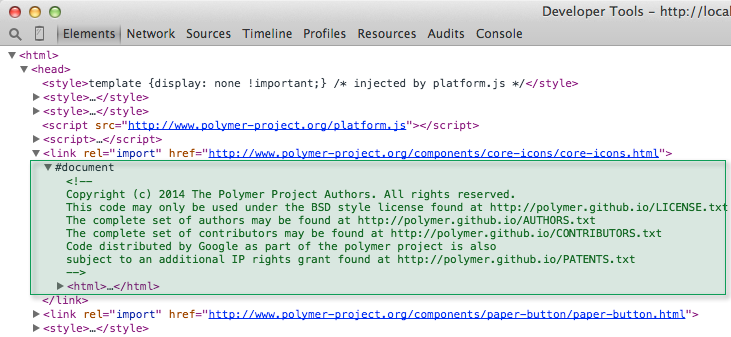 Developer Tools - http://loca
Elements Network Sources Timeline Profiles Resources Audits Console
<html>
<head>
<style>template {display: none !important;} /* injected by platform.js */</style>
<style>…</style>
<style>…</style>
<script src="http://www.polymer-project.org/platform.js"></script>
<script>…</script>
<link rel="import" href="http://www.polymer-project.org/components/core-icons/core-icons.html">
#document
<!--
Copyright (c) 2014 The Polymer Project Authors. All rights reserved.
This code may only be used under the BSD style license found at http://polymer.github.io/LICENSE.txt
The complete set of authors may be found at http://polymer.github.io/AUTHORS.txt
The complete set of contributors may be found at http://polymer.github.io/CONTRIBUTORS.txt
Code distributed by Google as part of the polymer project is also
subject to an additional IP rights grant found at http://polymer.github.io/PATENTS.txt
-->
<html>…</html>
</link>
<link rel="import" href="http://www.polymer-project.org/components/paper-button/paper-button.html">
<style>…</style>